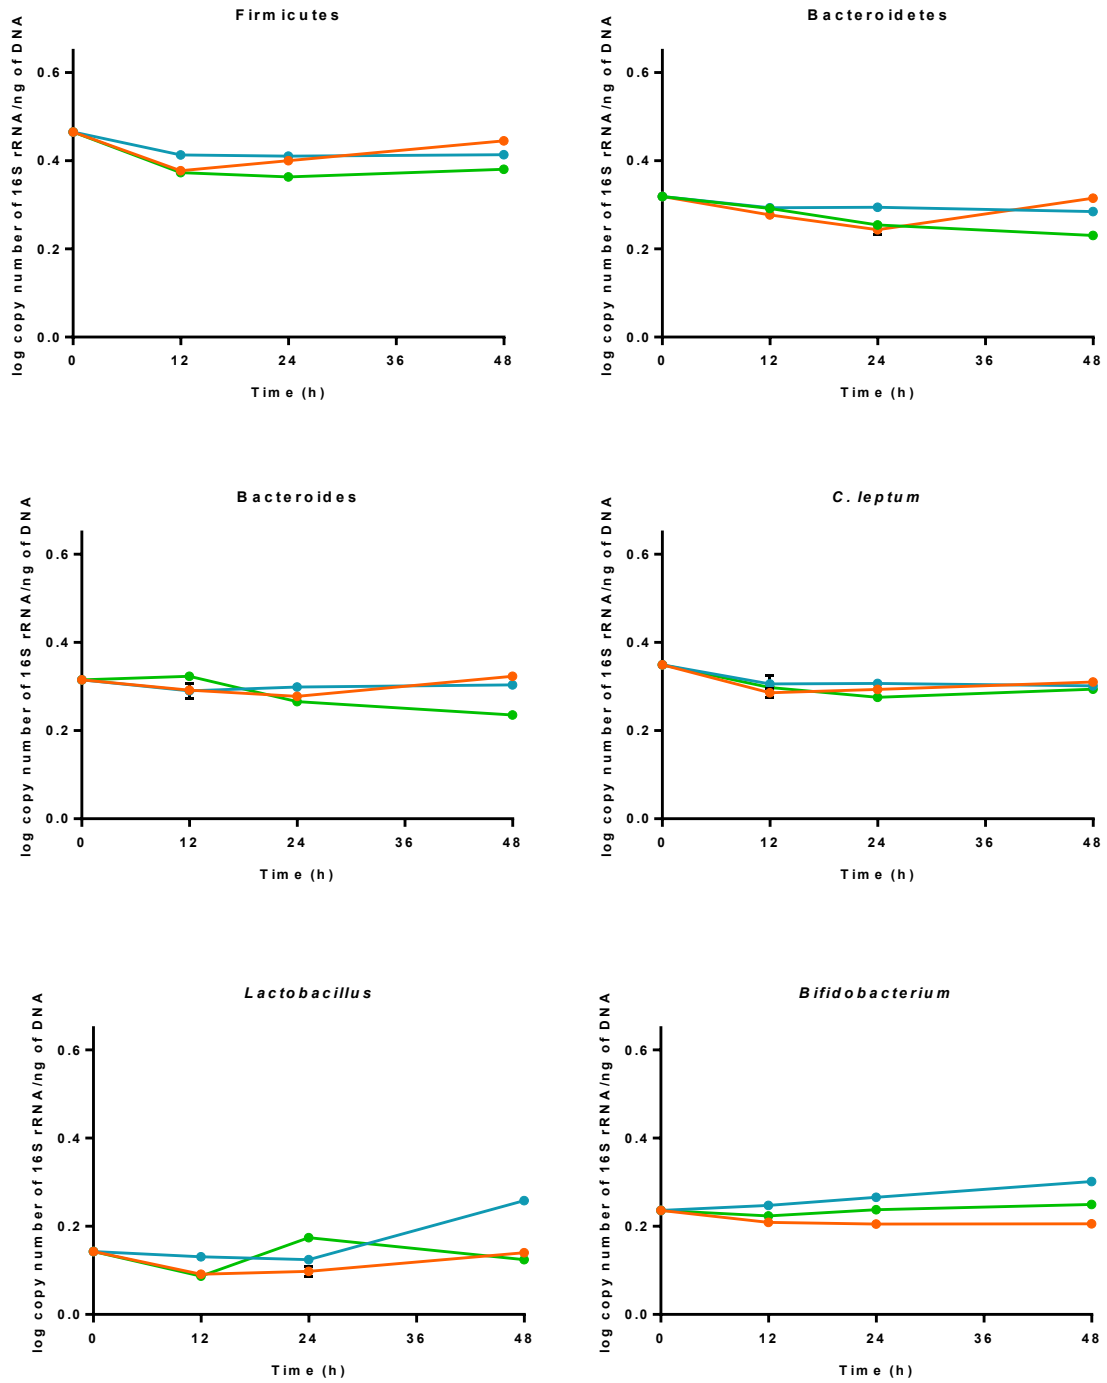 Firmicutes
log copy number of 16S rRNA/ng of DNA
0.6
0.4
0.2
0.0
0 12 24 36 48
Time (h)
Bacteroidetes
log copy number of 16S rRNA/ng of DNA
0.6
0.4
0.2
0.0
0 12 24 36 48
Time (h)
Bacteroides
log copy number of 16S rRNA/ng of DNA
0.6
0.4
0.2
0.0
0 12 24 36 48
Time (h)
C. leptum
log copy number of 16S rRNA/ng of DNA
0.6
0.4
0.2
0.0
0 12 24 36 48
Time (h)
Lactobacillus
log copy number of 16S rRNA/ng of DNA
0.6
0.4
0.2
0.0
0 12 24 36 48
Time (h)
Bifidobacterium
log copy number of 16S rRNA/ng of DNA
0.6
0.4
0.2
0.0
0 12 24 36 48
Time (h)